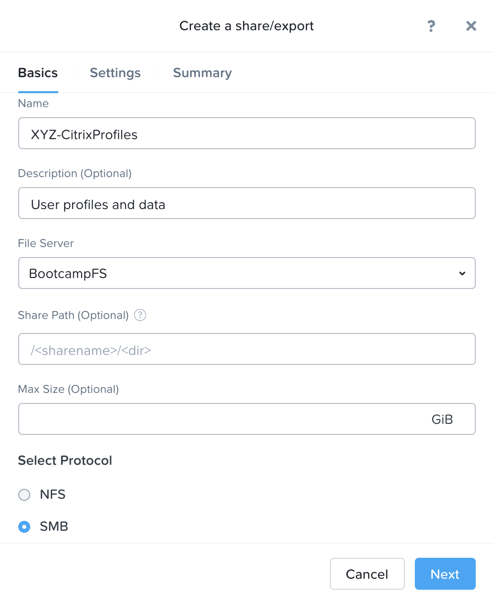 Create a share/export
?
Basics
Settings
Summary
Name
XYZ-CitrixProfiles
Description (Optional)
User profiles and data
File Server
BootcampFS
Share Path (Optional) ?
/<sharename>/<dir>
Max Size (Optional)
GiB
Select Protocol
NFS
SMB
Cancel
Next